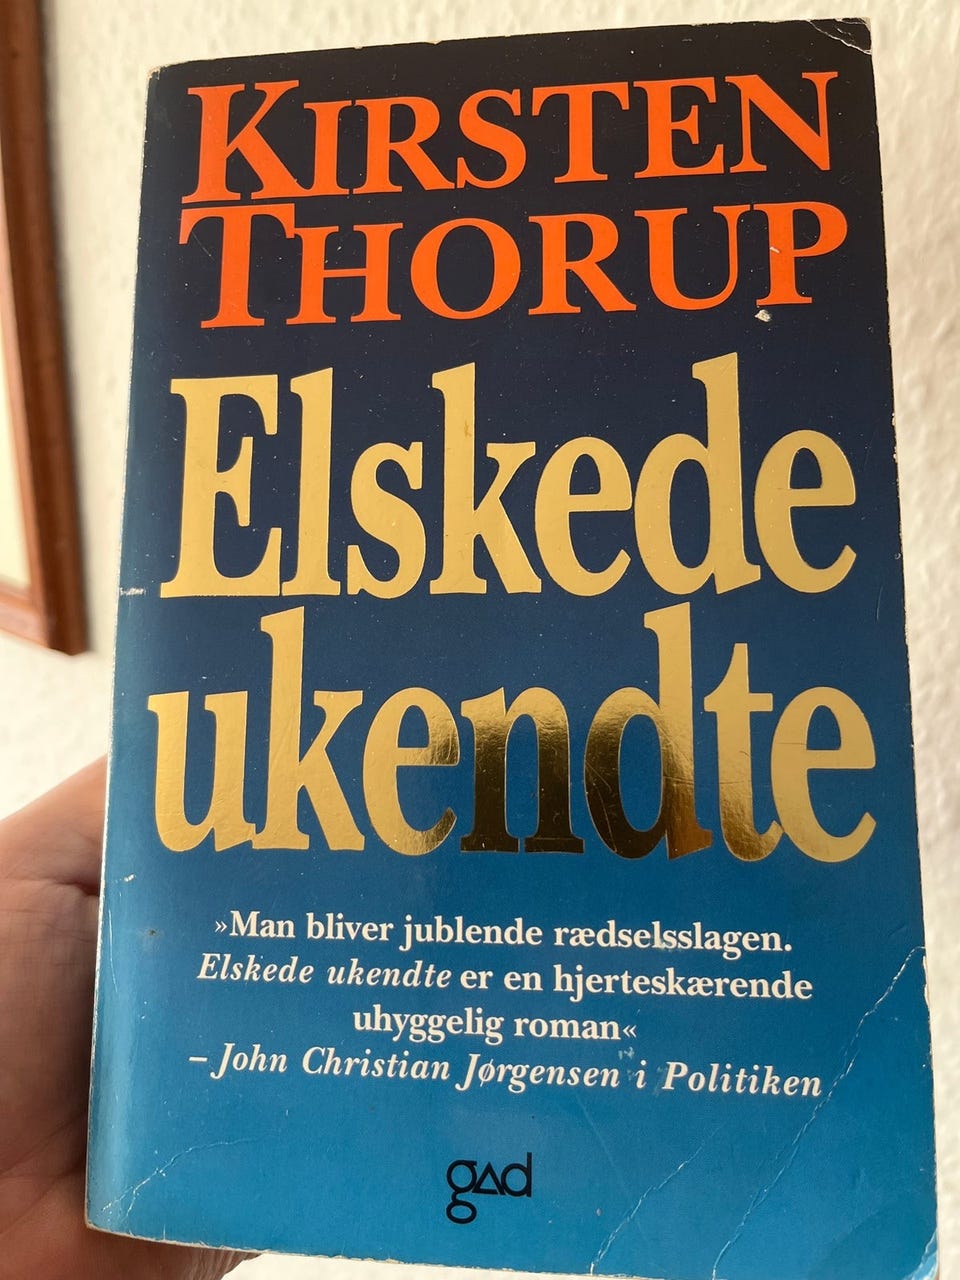 KIRSTEN
THORUP
Elskede
ukendte
»Man bliver jublende rædselsslagen.
Elskede ukendte er en hjerteskærende
uhyggelig roman«
– John Christian Jørgensen i Politiken
gad